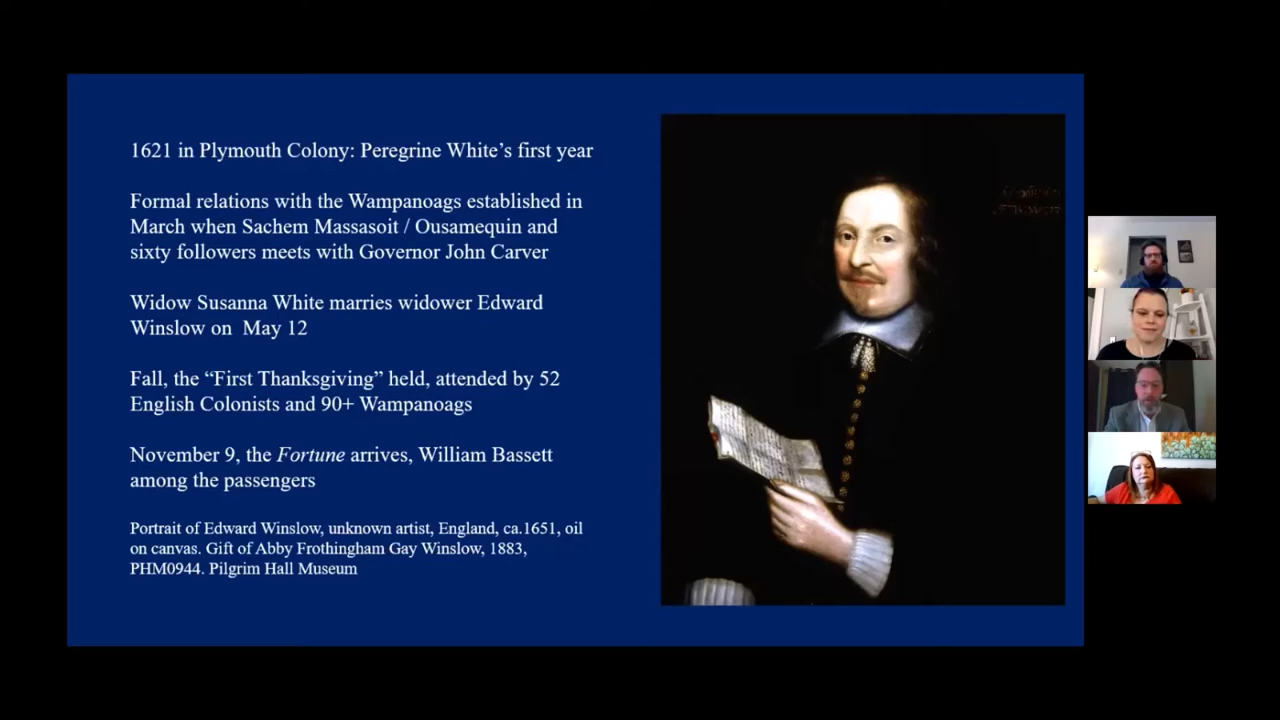 1621 in Plymouth Colony: Peregrine White’s first year
Formal relations with the Wampanoags established in
March when Sachem Massasoit / Ousamequin and
sixty followers meets with Governor John Carver
Widow Susanna White marries widower Edward
Winslow on May 12
Fall, the “First Thanksgiving” held, attended by 52
English Colonists and 90+ Wampanoags
November 9, the Fortune arrives, William Bassett
among the passengers
Portrait of Edward Winslow, unknown artist, England, ca.1651, oil
on canvas. Gift of Abby Frothingham Gay Winslow, 1883,
PHM0944. Pilgrim Hall Museum